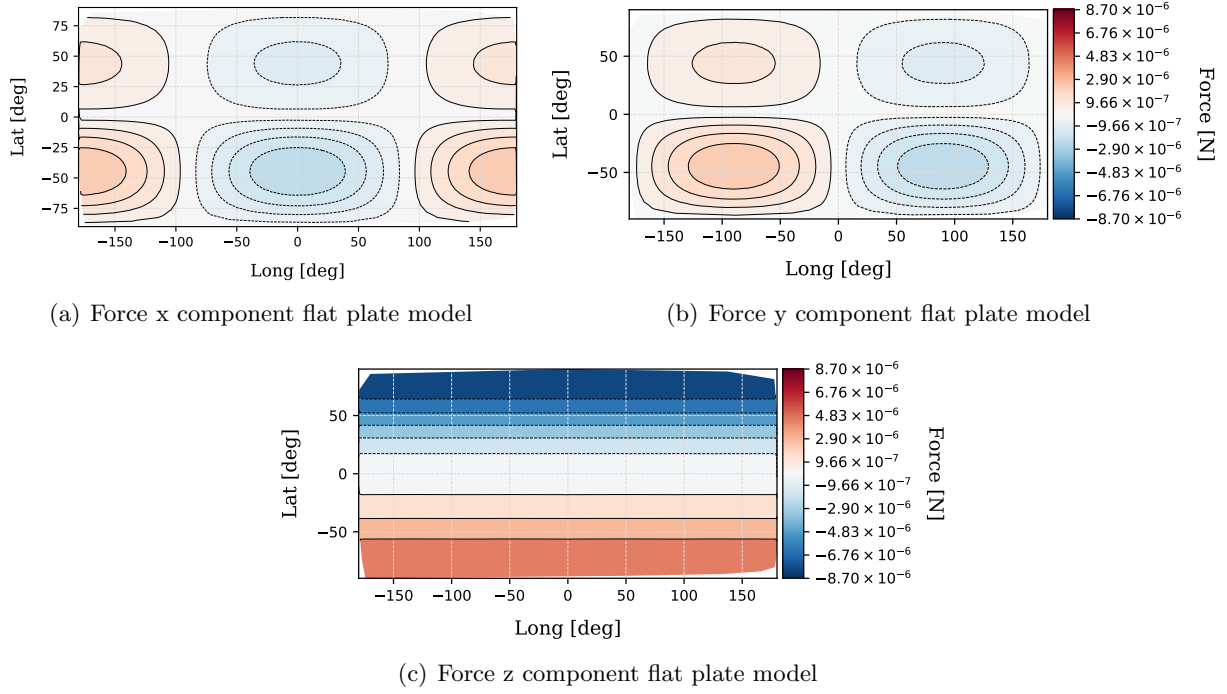 75
50
25
0
−25
−50
−75
Lat [deg]
−150 −100 −50 0 50 100 150
Long [deg]
(a) Force x component flat plate model
50
0
−50
Lat [deg]
−150 −100 −50 0 50 100 150
Long [deg]
8.70 × 10⁻⁶
6.76 × 10⁻⁶
4.83 × 10⁻⁶
2.90 × 10⁻⁶
9.66 × 10⁻⁷
−9.66 × 10⁻⁷
−2.90 × 10⁻⁶
−4.83 × 10⁻⁶
−6.76 × 10⁻⁶
−8.70 × 10⁻⁶
Force [N]
(b) Force y component flat plate model
50
0
−50
Lat [deg]
−150 −100 −50 0 50 100 150
Long [deg]
8.70 × 10⁻⁶
6.76 × 10⁻⁶
4.83 × 10⁻⁶
2.90 × 10⁻⁶
9.66 × 10⁻⁷
−9.66 × 10⁻⁷
−2.90 × 10⁻⁶
−4.83 × 10⁻⁶
−6.76 × 10⁻⁶
−8.70 × 10⁻⁶
Force [N]
(c) Force z component flat plate model